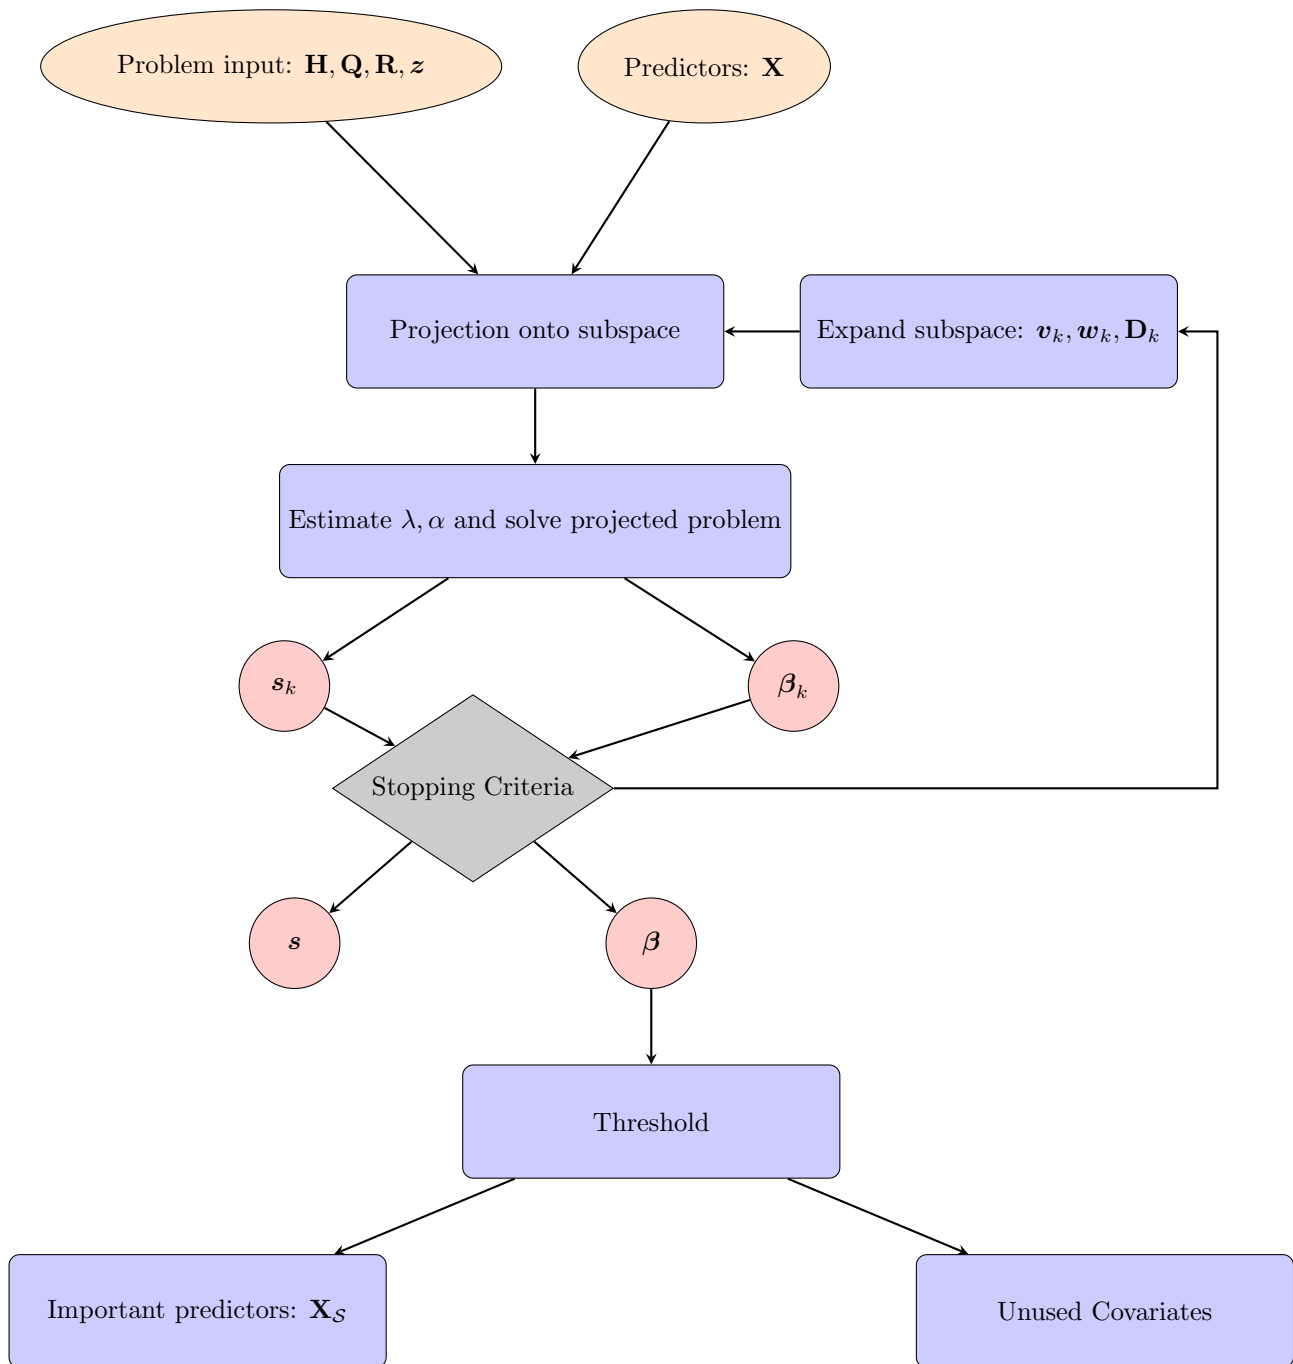 Problem input: H, Q, R, z
Predictors: X
Projection onto subspace
Expand subspace: v_k, w_k, D_k
Estimate λ, α and solve projected problem
s_k
β_k
Stopping Criteria
s
β
Threshold
Important predictors: X_S
Unused Covariates